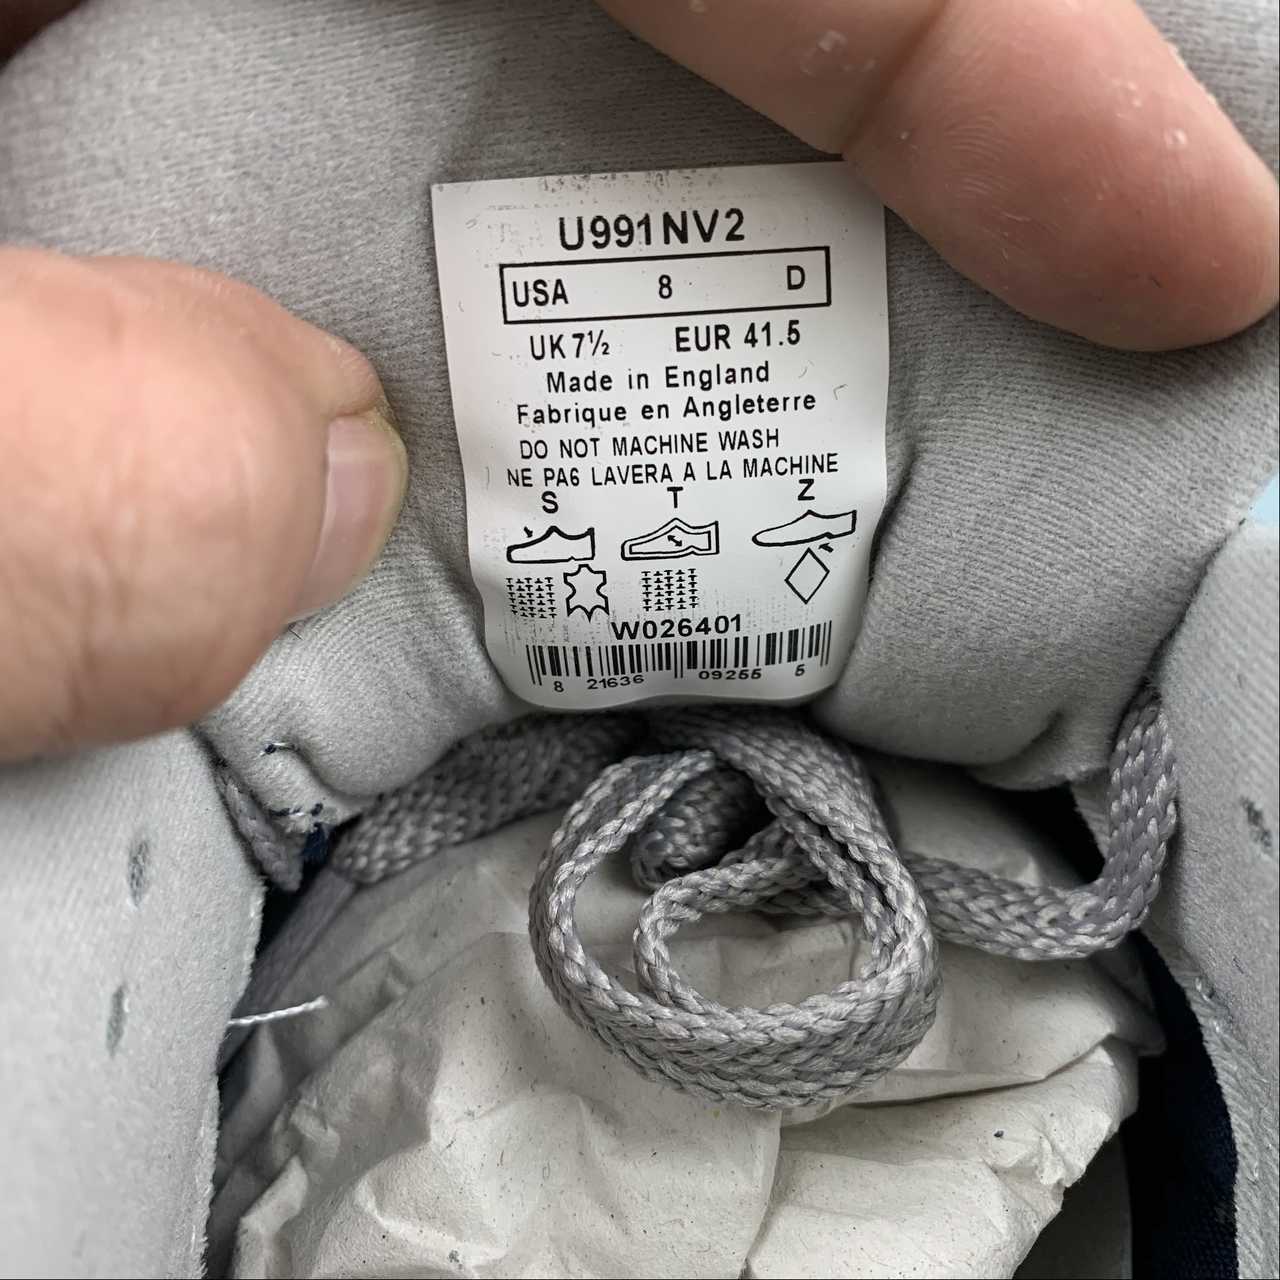 U991NV2
USA 8 D
UK 7½ EUR 41.5
Made in England
Fabrique en Angleterre
DO NOT MACHINE WASH
NE PA6 LAVERA A LA MACHINE
S T Z
W026401
8 21636 09255 5